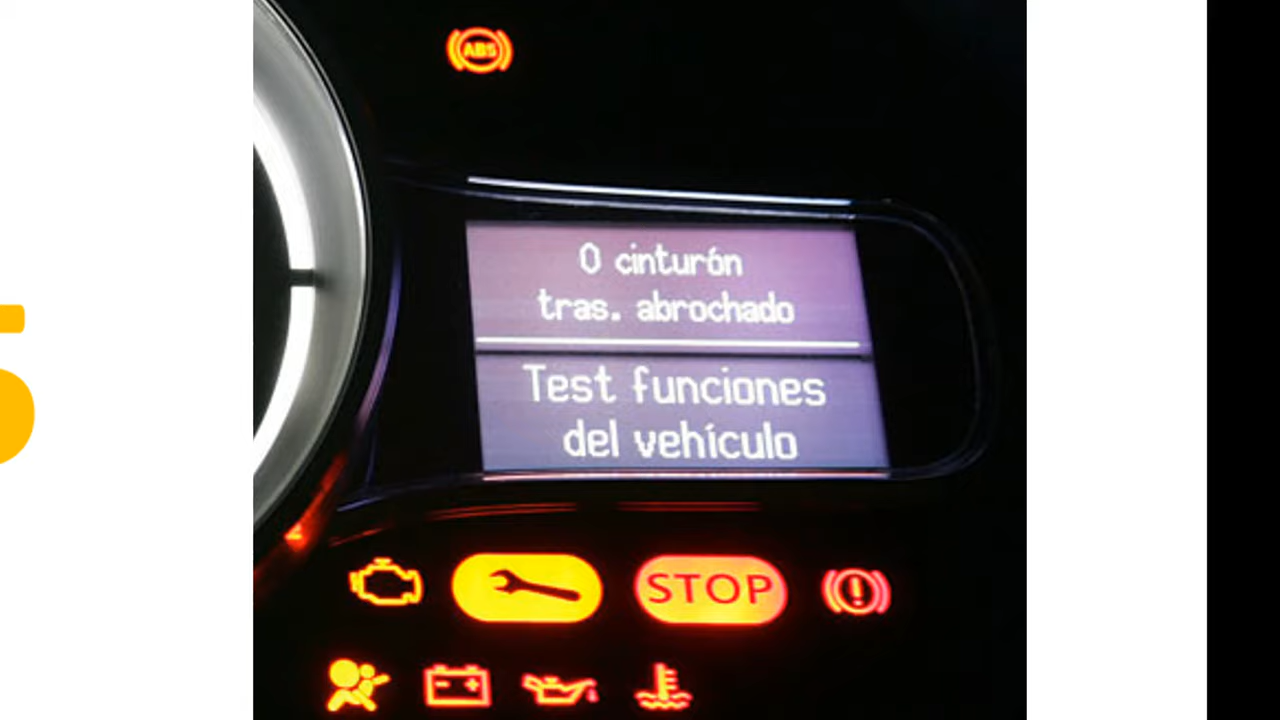 ABS
0 cinturón
tras. abrochado
Test funciones
del vehículo
STOP